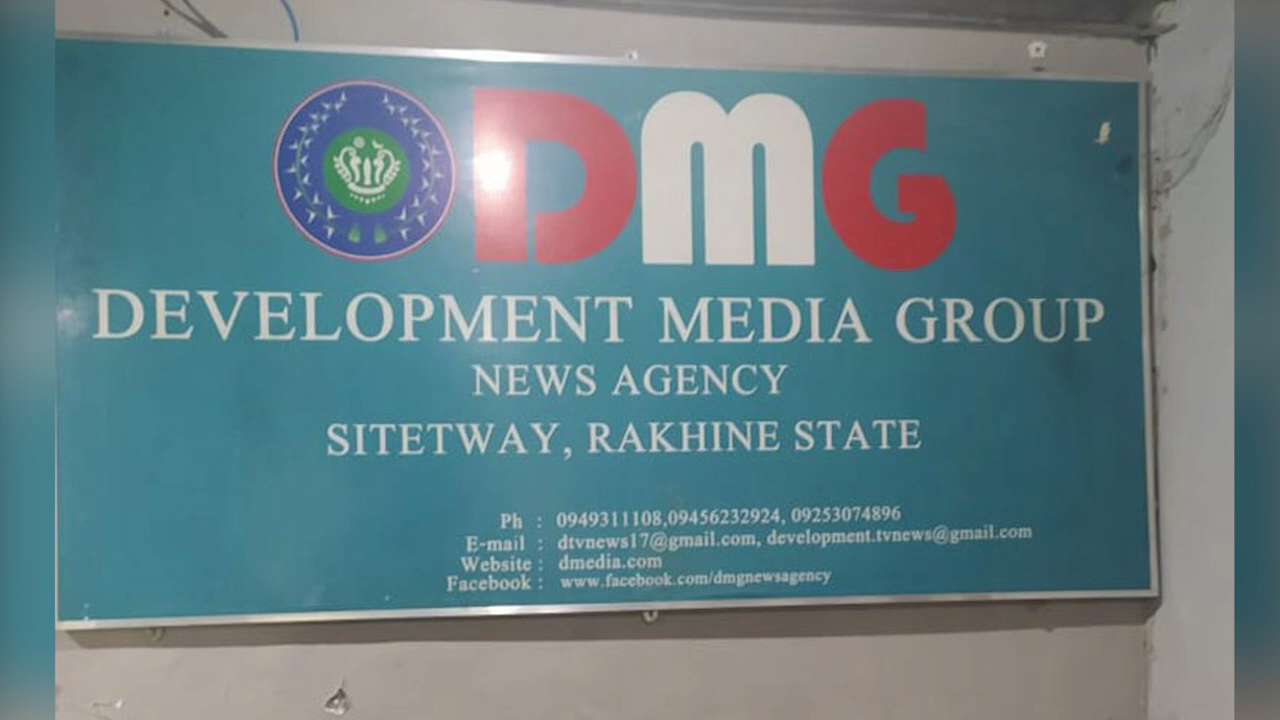 DMG
DEVELOPMENT MEDIA GROUP
NEWS AGENCY
SITETWAY, RAKHINE STATE
Ph : 0949311108,09456232924, 09253074896
E-mail : dtvnews17@gmail.com, development.tvnews@gmail.com
Website : dmedia.com
Facebook : www.facebook.com/dmgnewsagency